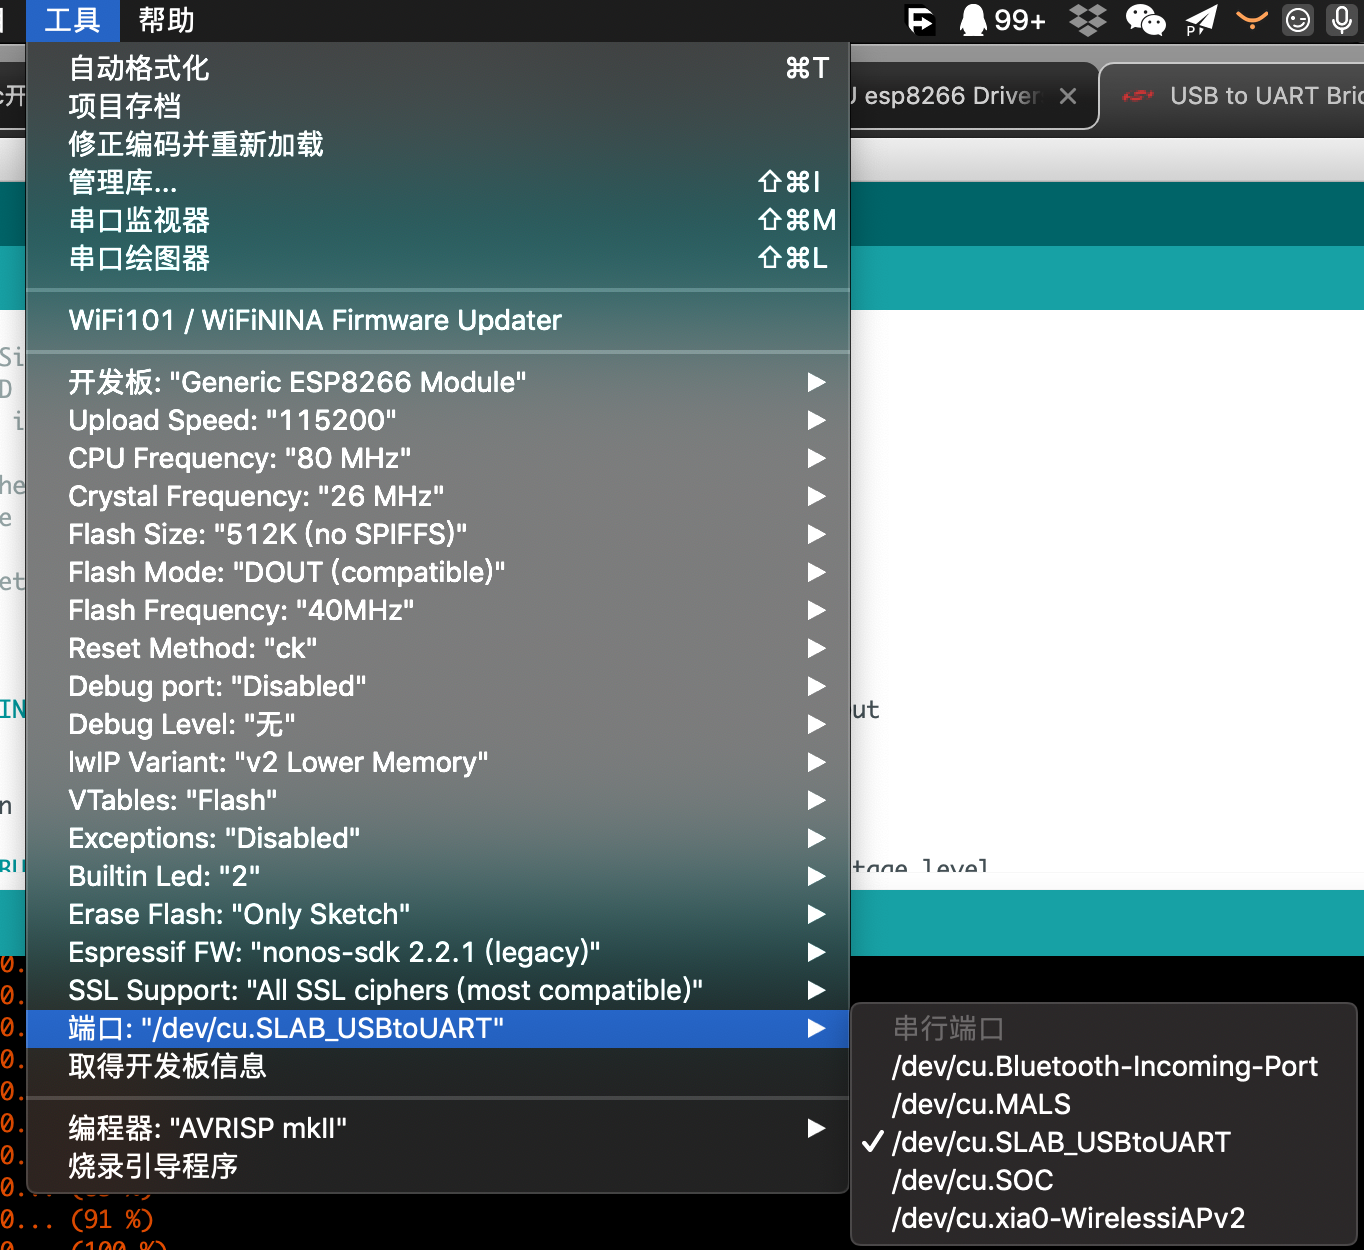 工具 帮助 99+
esp8266 Driver USB to UART Bri
自动格式化 ⌘T
项目存档
修正编码并重新加载
管理库... ⇧⌘I
串口监视器 ⇧⌘M
串口绘图器 ⇧⌘L
WiFi101 / WiFiNINA Firmware Updater
开发板: "Generic ESP8266 Module"
Upload Speed: "115200"
CPU Frequency: "80 MHz"
Crystal Frequency: "26 MHz"
Flash Size: "512K (no SPIFFS)"
Flash Mode: "DOUT (compatible)"
Flash Frequency: "40MHz"
Reset Method: "ck"
Debug port: "Disabled"
Debug Level: "无"
lwIP Variant: "v2 Lower Memory"
VTables: "Flash"
Exceptions: "Disabled"
Builtin Led: "2"
Erase Flash: "Only Sketch"
Espressif FW: "nonos-sdk 2.2.1 (legacy)"
SSL Support: "All SSL ciphers (most compatible)"
端口: "/dev/cu.SLAB_USBtoUART"
取得开发板信息
编程器: "AVRISP mkII"
烧录引导程序
串行端口
/dev/cu.Bluetooth-Incoming-Port
/dev/cu.MALS
✓ /dev/cu.SLAB_USBtoUART
/dev/cu.SOC
/dev/cu.xia0-WirelessiAPv2
0... (91 %)
(100 %)